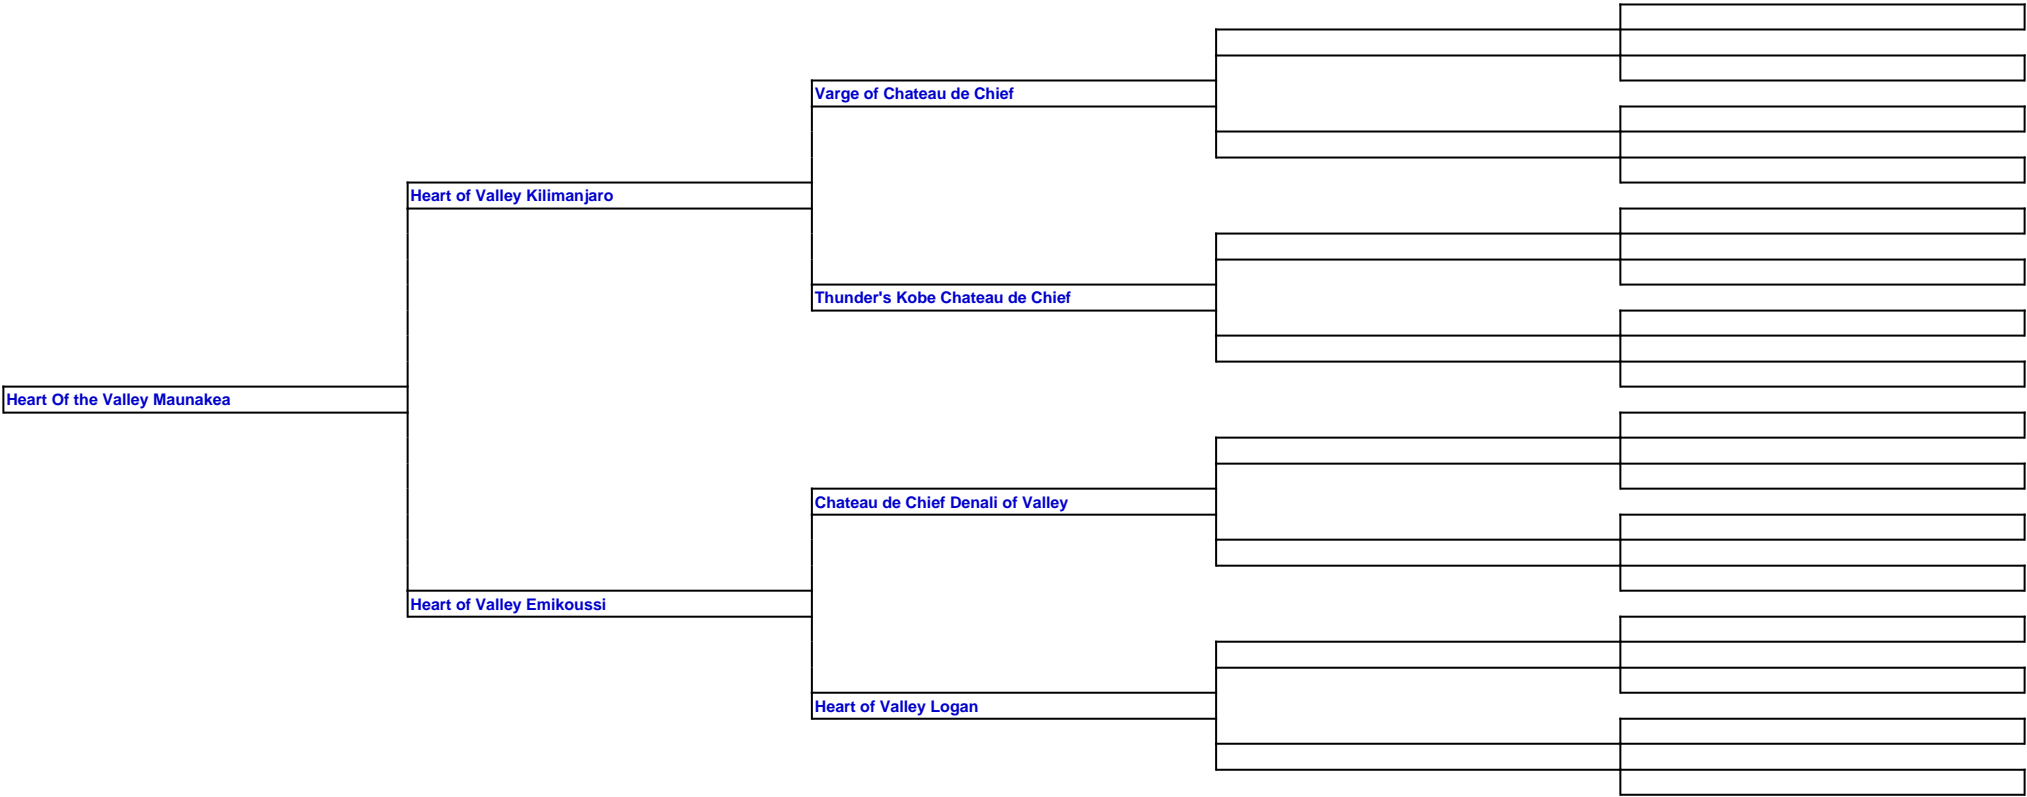 Varge of Chateau de Chief
Heart of Valley Kilimanjaro
Thunder's Kobe Chateau de Chief
Heart Of the Valley Maunakea
Chateau de Chief Denali of Valley
Heart of Valley Emikoussi
Heart of Valley Logan